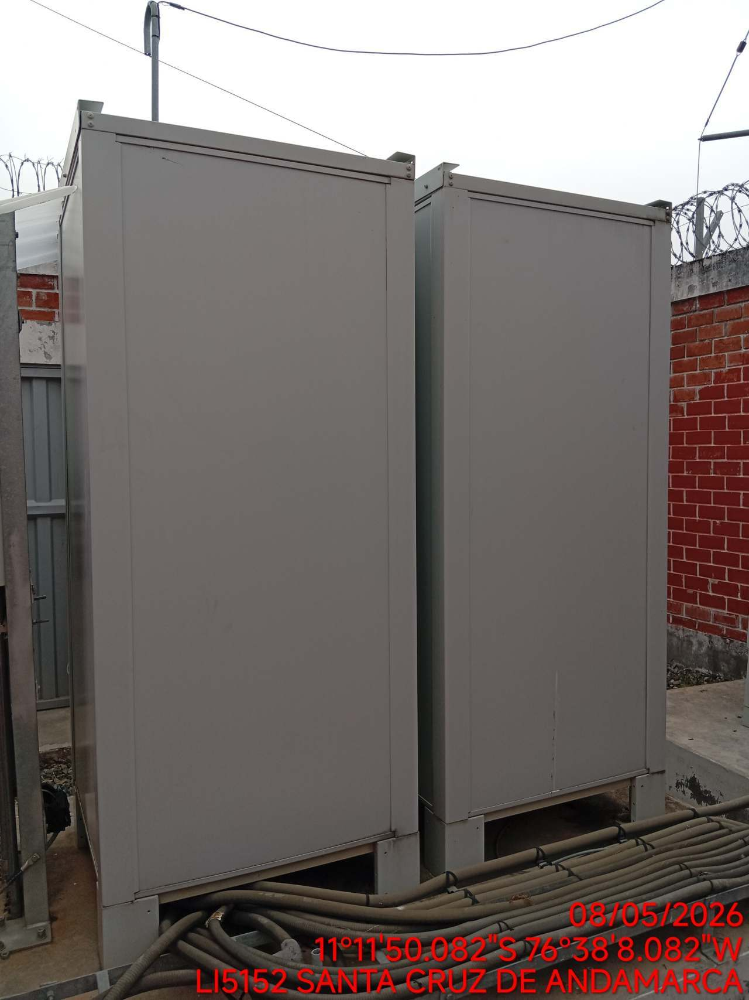 08/05/2026
11°11'50.082"S 76°38'8.082"W
LI5152 SANTA CRUZ DE ANDAMARCA